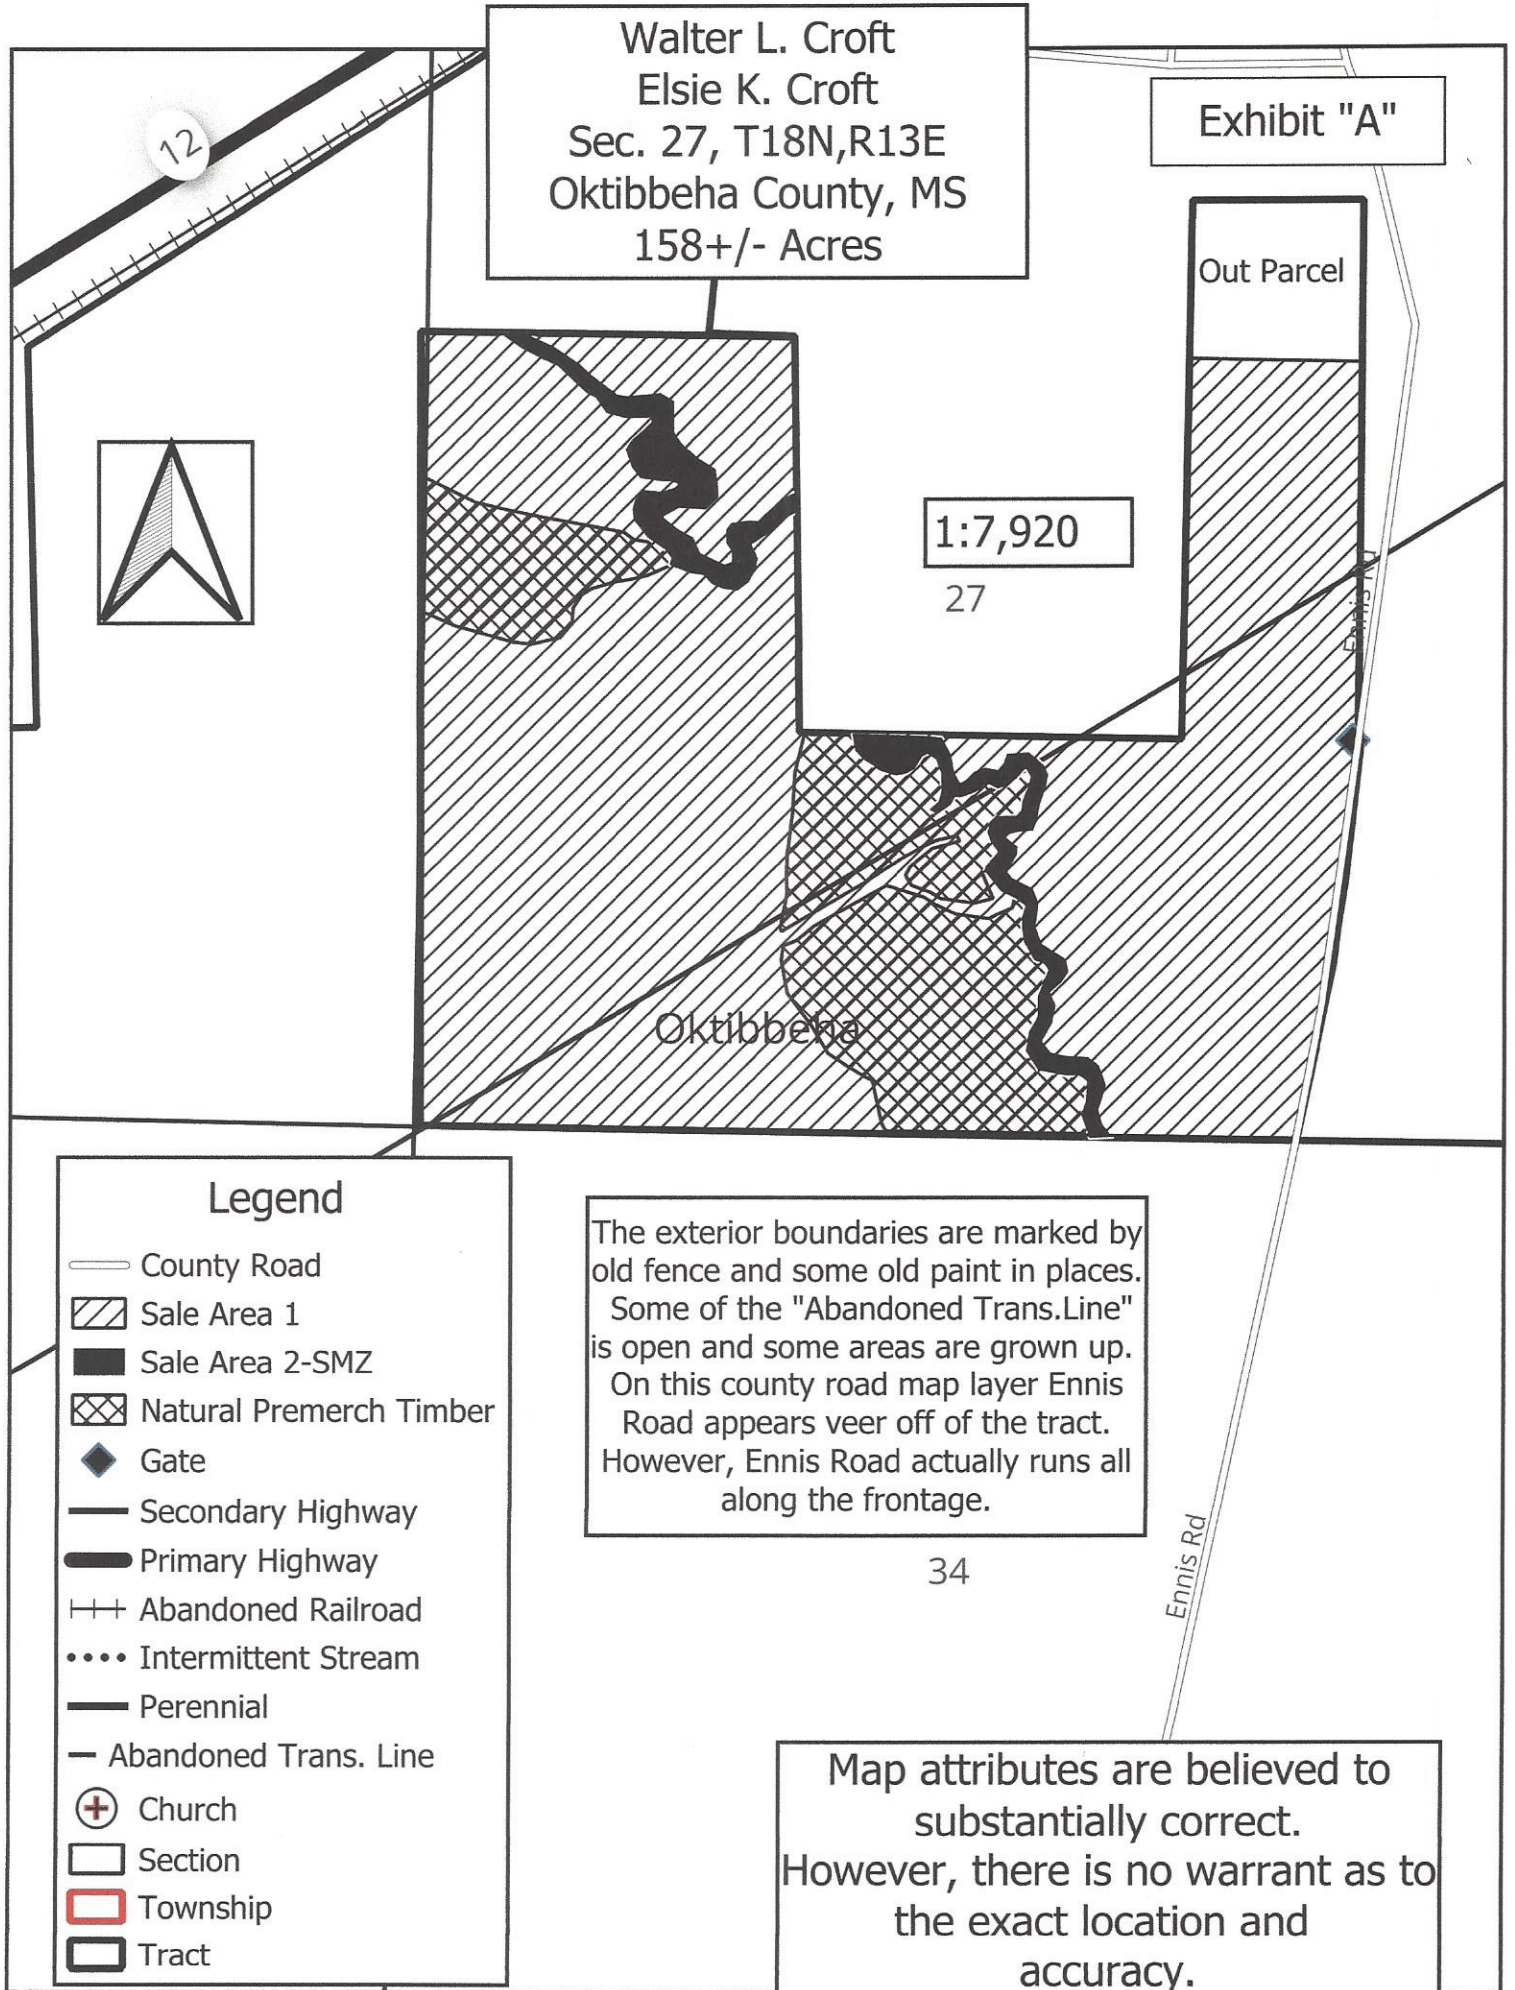 Walter L. Croft
Elsie K. Croft
Sec. 27, T18N,R13E
Oktibbeha County, MS
158+/- Acres
Exhibit "A"
12
Out Parcel
1:7,920
27
Ennis Rd
Oktibbeha
Legend
County Road
Sale Area 1
Sale Area 2-SMZ
Natural Premerch Timber
Gate
Secondary Highway
Primary Highway
Abandoned Railroad
Intermittent Stream
Perennial
Abandoned Trans. Line
Church
Section
Township
Tract
The exterior boundaries are marked by
old fence and some old paint in places.
Some of the "Abandoned Trans.Line"
is open and some areas are grown up.
On this county road map layer Ennis
Road appears veer off of the tract.
However, Ennis Road actually runs all
along the frontage.
34
Ennis Rd
Map attributes are believed to
substantially correct.
However, there is no warrant as to
the exact location and
accuracy.